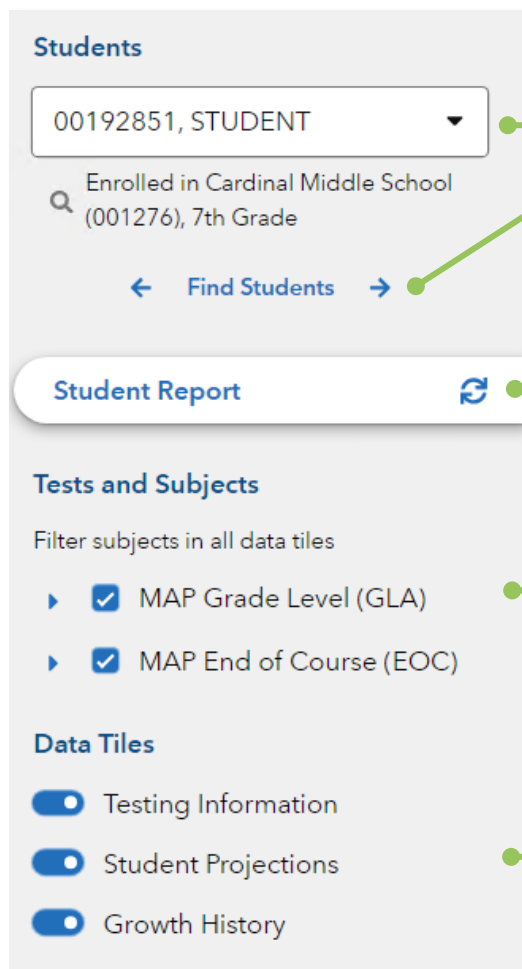 Students
00192851, STUDENT
Enrolled in Cardinal Middle School
(001276), 7th Grade
Find Students
Student Report
Tests and Subjects
Filter subjects in all data tiles
MAP Grade Level (GLA)
MAP End of Course (EOC)
Data Tiles
Testing Information
Student Projections
Growth History